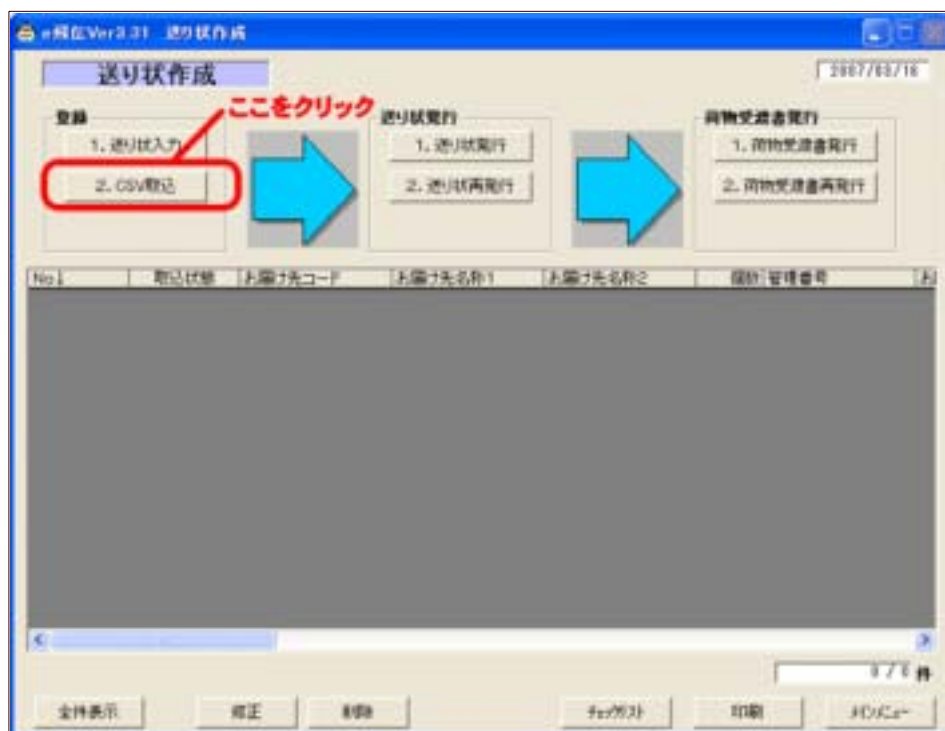 e飛伝Ver3.31 送り状作成
送り状作成
2007/03/16
ここをクリック
登録
1. 送り状入力
2. CSV取込
送り状発行
1. 送り状発行
2. 送り状再発行
荷物受渡書発行
1. 荷物受渡書発行
2. 荷物受渡書再発行
No. 取込状態 お届け先コード お届け先名称1 お届け先名称2 個数 管理番号 お
0 / 0 件
全件表示 修正 削除 チェックリスト 印刷 メインメニュー